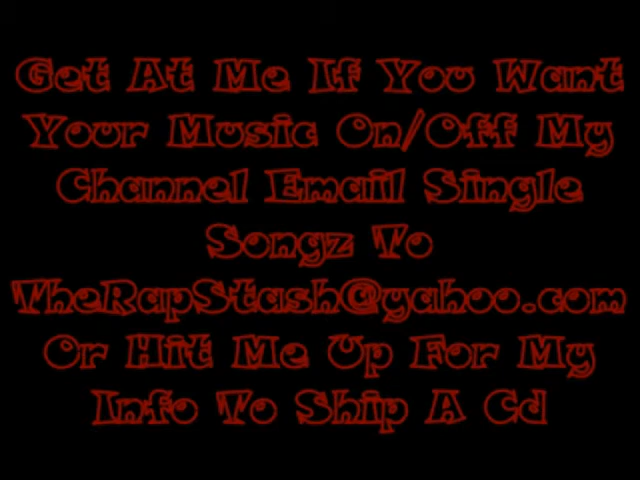 Get At Me If You Want
Your Music On/Off My
Channel Email Single
Songz To
TheRapStash@yahoo.com
Or Hit Me Up For My
Info To Ship A Cd